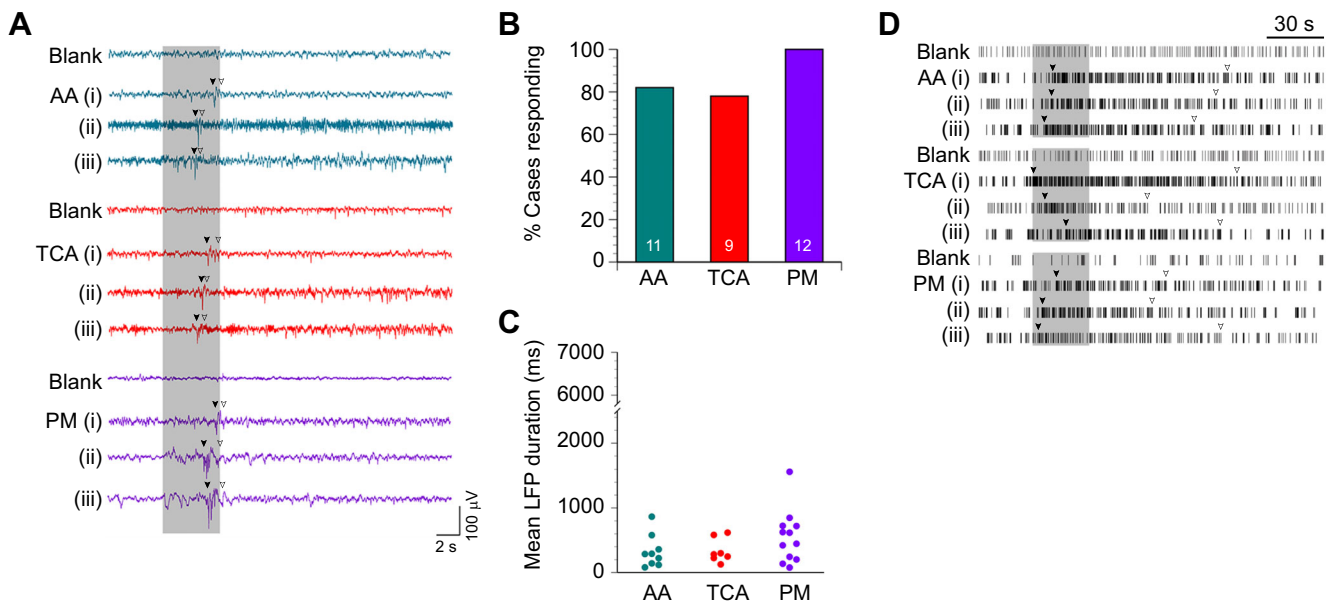 A
Blank
AA (i)
(ii)
(iii)
Blank
TCA (i)
(ii)
(iii)
Blank
PM (i)
(ii)
(iii)
2 s
100 µV
B
% Cases responding
100
80
60
40
20
0
11
9
12
AA TCA PM
C
Mean LFP duration (ms)
7000
6000
2000
1000
0
AA TCA PM
D
30 s
Blank
AA (i)
(ii)
(iii)
Blank
TCA (i)
(ii)
(iii)
Blank
PM (i)
(ii)
(iii)